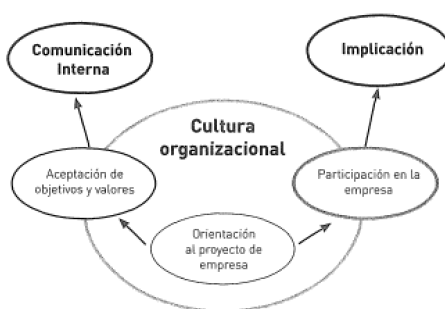 Comunicación
Interna
Implicación
Cultura
organizacional
Aceptación de
objetivos y valores
Participación en la
empresa
Orientación
al proyecto de
empresa